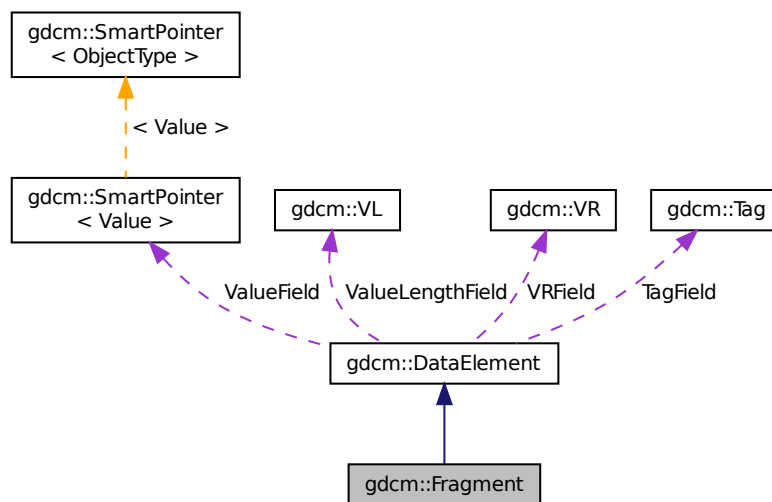 gdcm::SmartPointer
< ObjectType >
< Value >
gdcm::SmartPointer
< Value >
gdcm::VL
gdcm::VR
gdcm::Tag
ValueField
ValueLengthField
VRField
TagField
gdcm::DataElement
gdcm::Fragment